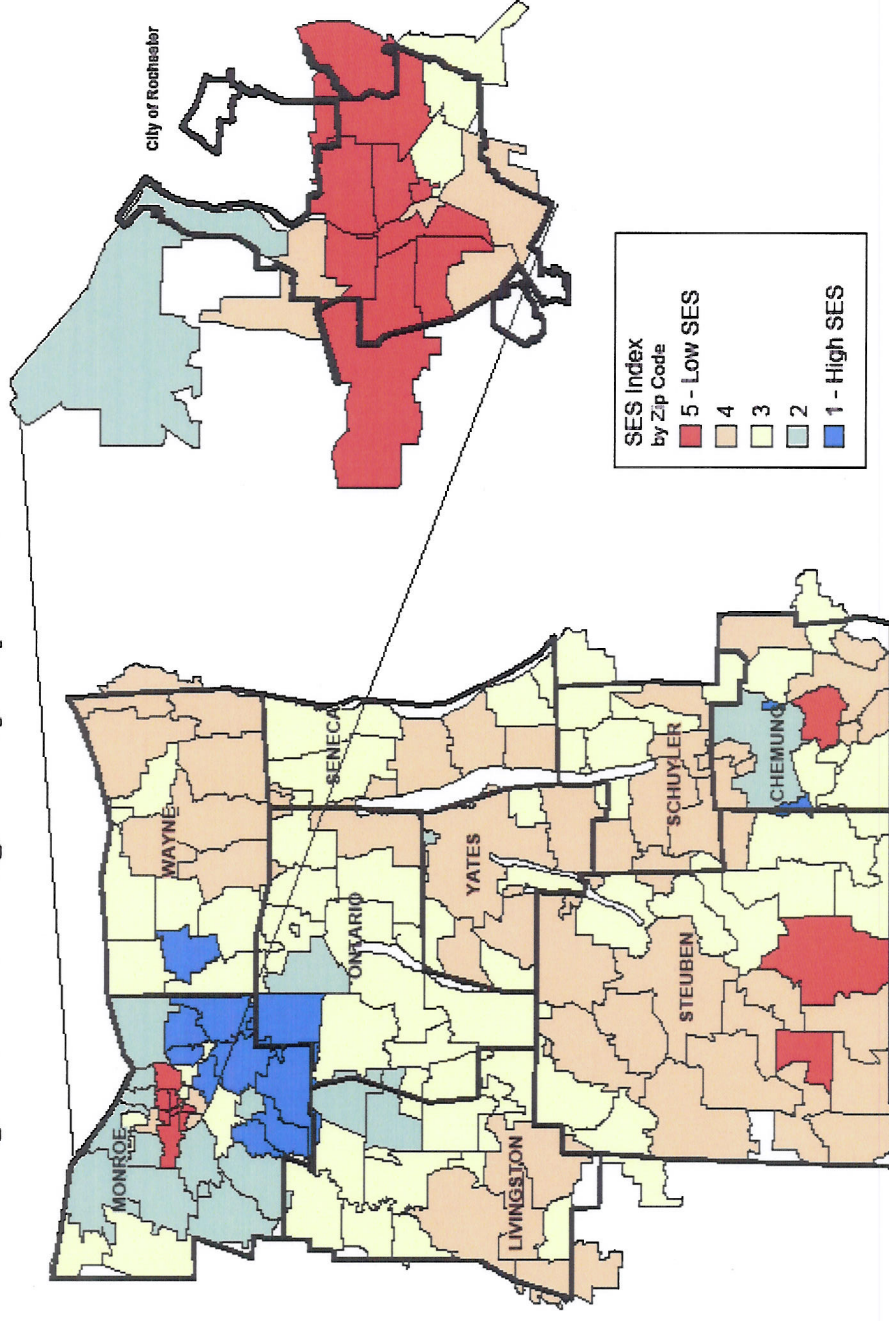 City of Rochester
MONROE
WAYNE
SENECA
ONTARIO
YATES
LIVINGSTON
SCHUYLER
STEUBEN
CHEMUNG
SES Index
by Zip Code
5 - Low SES
4
3
2
1 - High SES